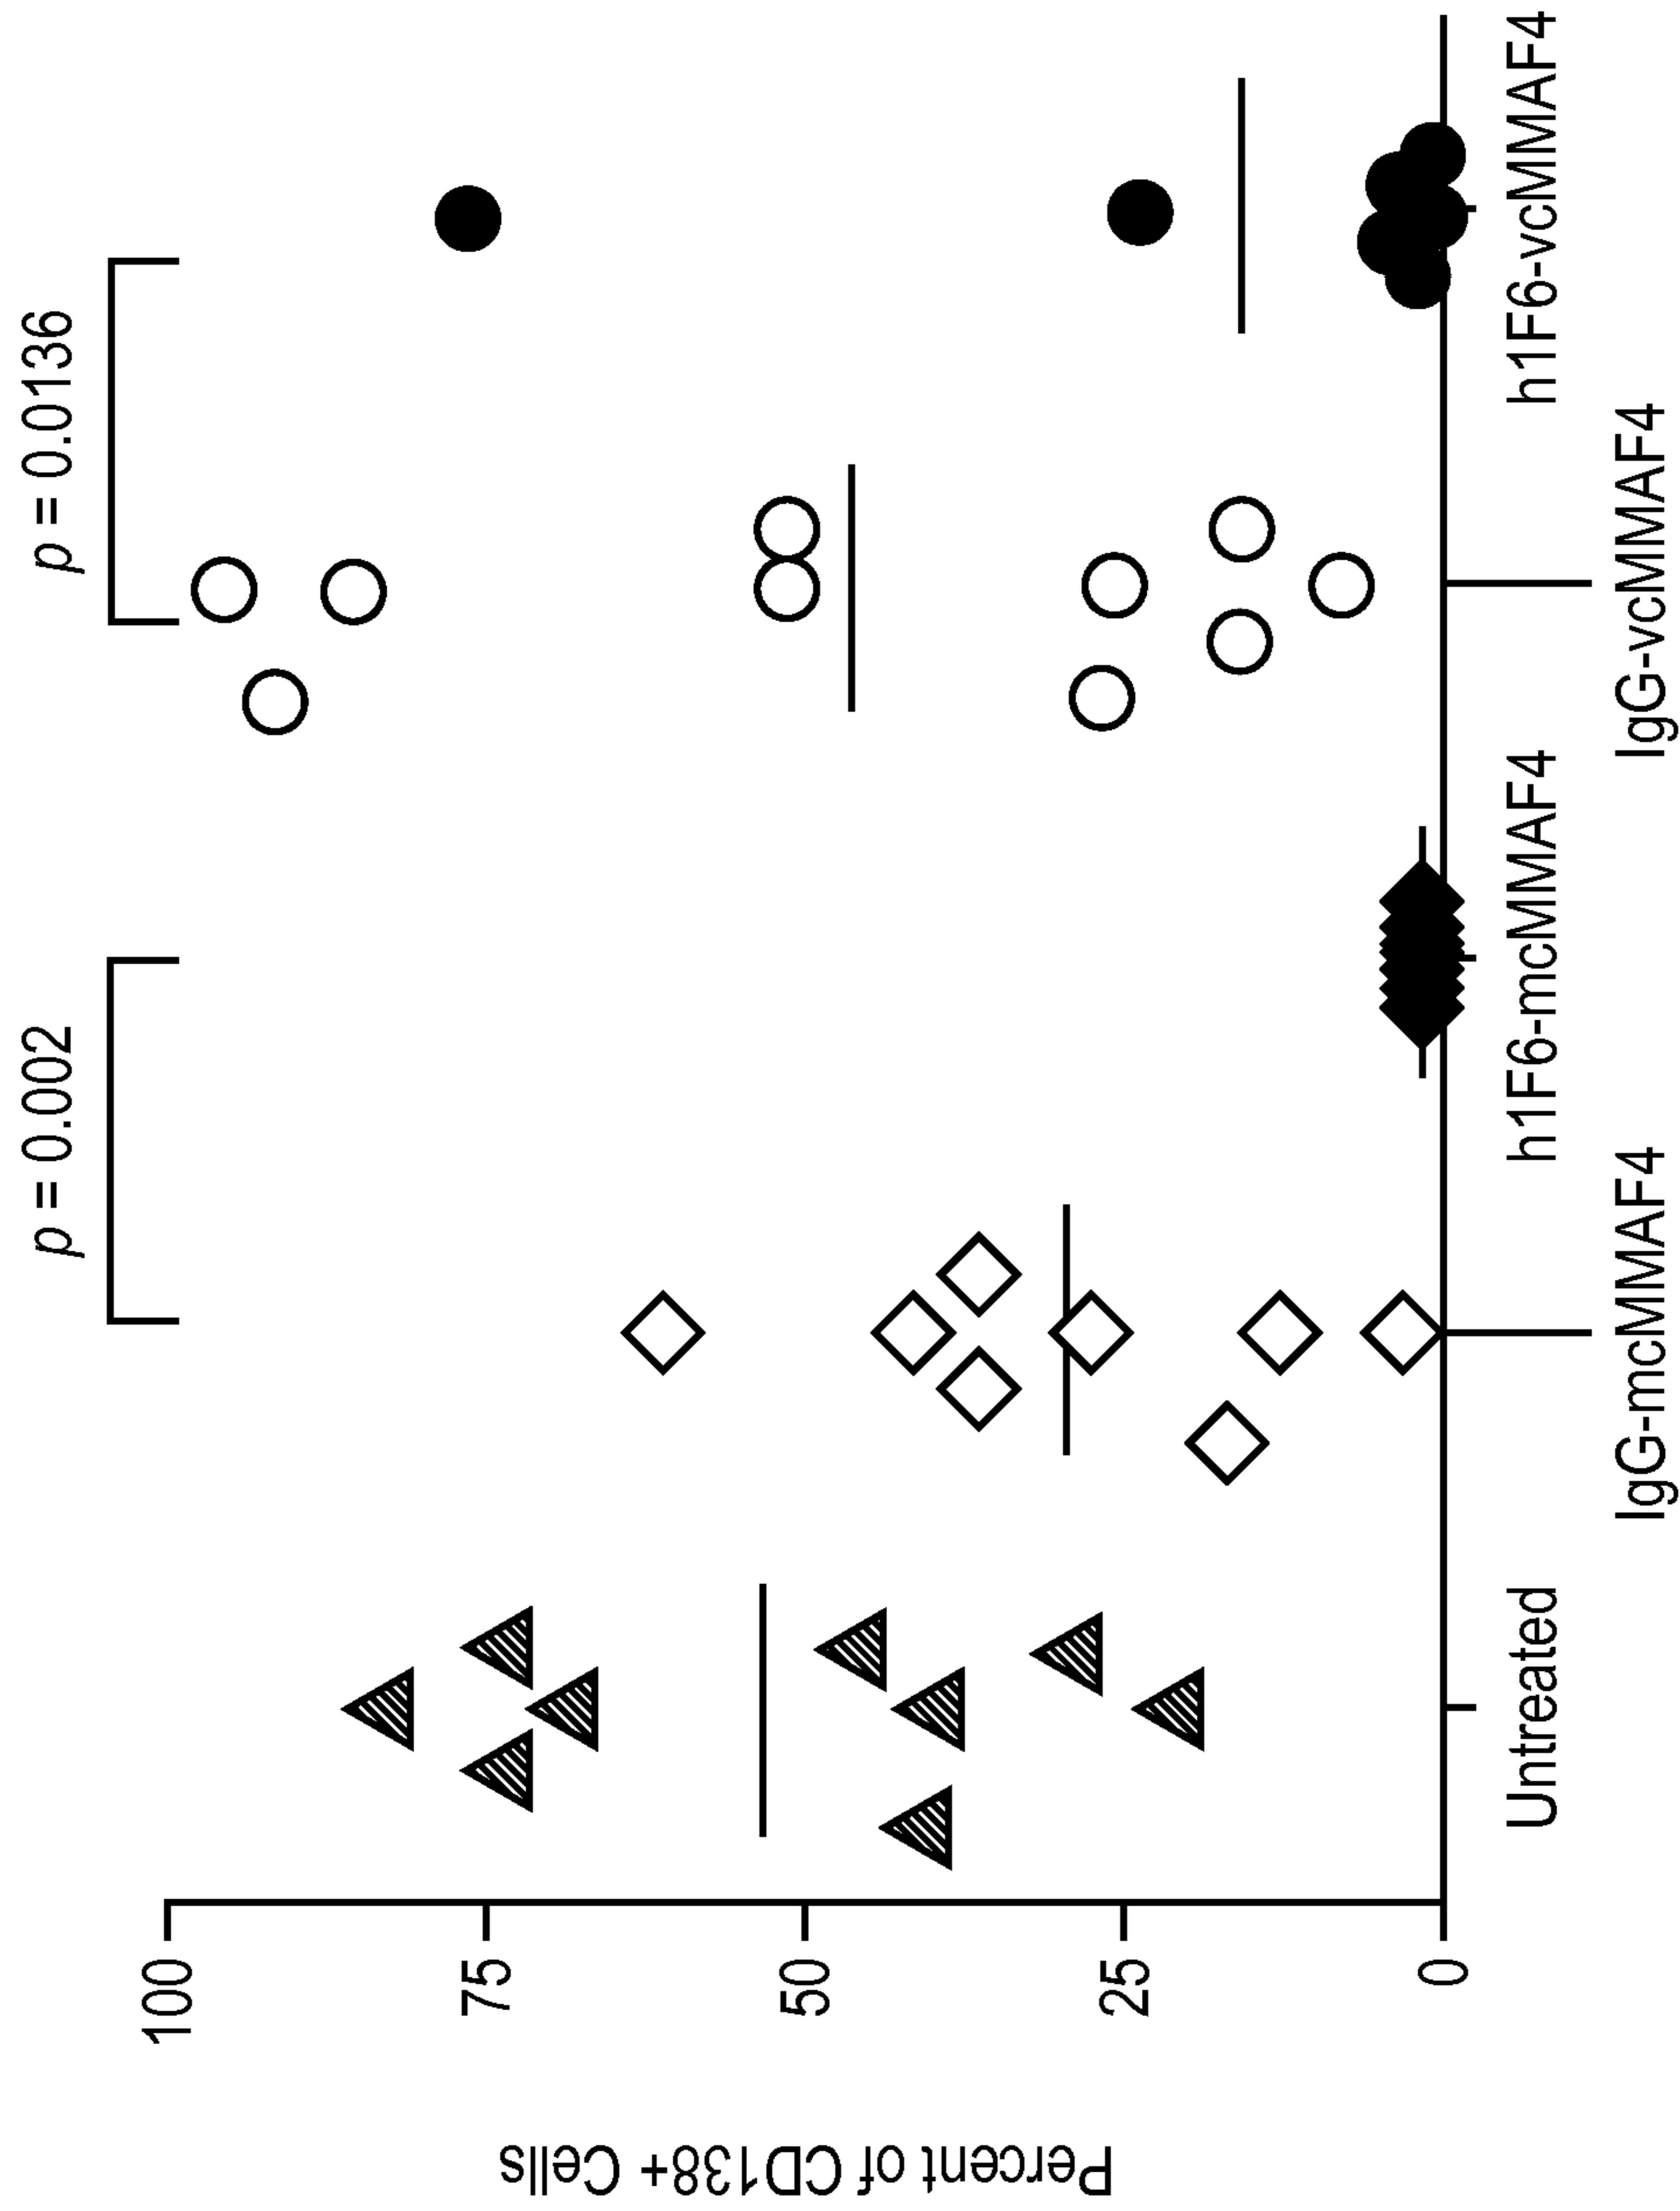 p = 0.002
p = 0.0136
100
75
50
25
0
Percent of CD138+ Cells
Untreated
IgG-mcMMAF4
h1F6-mcMMAF4
IgG-vcMMAF4
h1F6-vcMMAF4